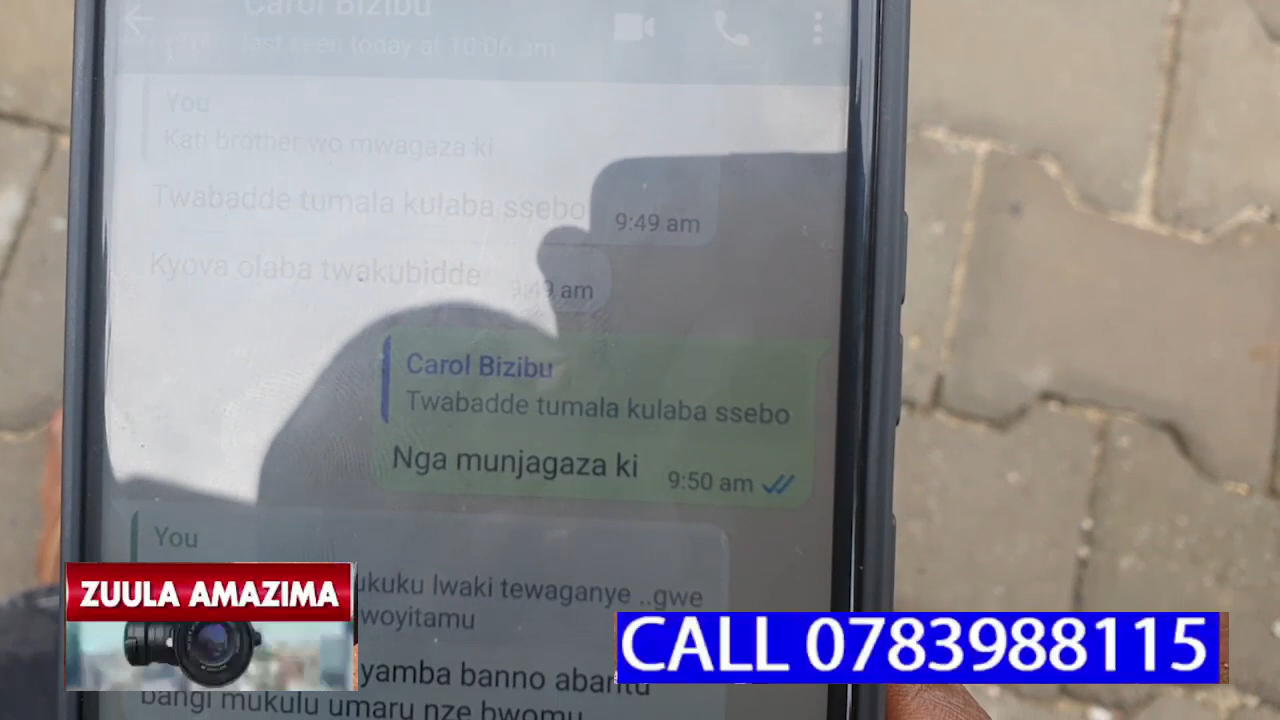 Carol Bizibu
last seen today at 10:06 am
You
Kati brother wo mwagaza ki
Twabadde tumala kulaba ssebo
9:49 am
Kyova olaba twakubidde
9:49 am
Carol Bizibu
Twabadde tumala kulaba ssebo
Nga munjagaza ki
9:50 am
You
lwaki tewaganye ..gwe
woyitamu
banno abantu
bangi mukulu umaru nze bwomu
ZUULA AMAZIMA
CALL 0783988115